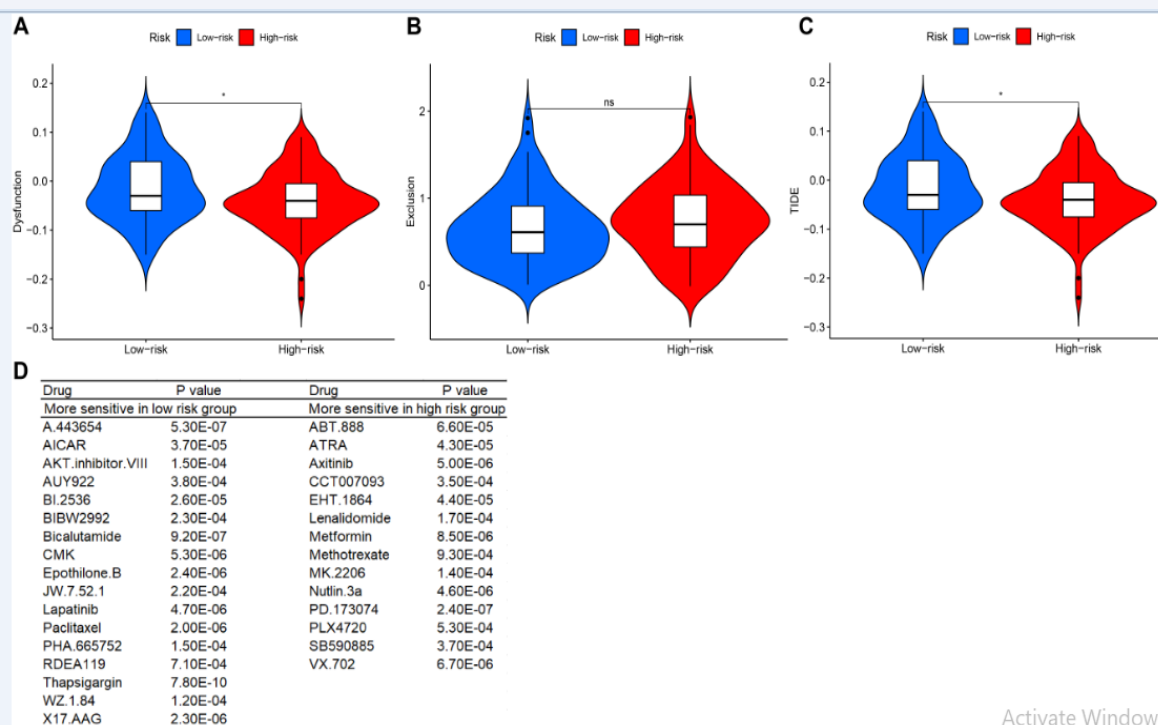 A
Risk Low-risk High-risk
Dysfunction
0.2
0.1
0.0
-0.1
-0.2
-0.3
*
Low-risk High-risk
B
Risk Low-risk High-risk
Exclusion
2
1
0
ns
Low-risk High-risk
C
Risk Low-risk High-risk
TIDE
0.2
0.1
0.0
-0.1
-0.2
-0.3
*
Low-risk High-risk
D
Drug P value Drug P value
More sensitive in low risk group More sensitive in high risk group
A.443654 5.30E-07 ABT.888 6.60E-05
AICAR 3.70E-05 ATRA 4.30E-05
AKT.inhibitor.VIII 1.50E-04 Axitinib 5.00E-06
AUY922 3.80E-04 CCT007093 3.50E-04
BI.2536 2.60E-05 EHT.1864 4.40E-05
BIBW2992 2.30E-04 Lenalidomide 1.70E-04
Bicalutamide 9.20E-07 Metformin 8.50E-06
CMK 5.30E-06 Methotrexate 9.30E-04
Epothilone.B 2.40E-06 MK.2206 1.40E-04
JW.7.52.1 2.20E-04 Nutlin.3a 4.60E-06
Lapatinib 4.70E-06 PD.173074 2.40E-07
Paclitaxel 2.00E-06 PLX4720 5.30E-04
PHA.665752 1.50E-04 SB590885 3.70E-04
RDEA119 7.10E-04 VX.702 6.70E-06
Thapsigargin 7.80E-10
WZ.1.84 1.20E-04
X17.AAG 2.30E-06
Activate Window